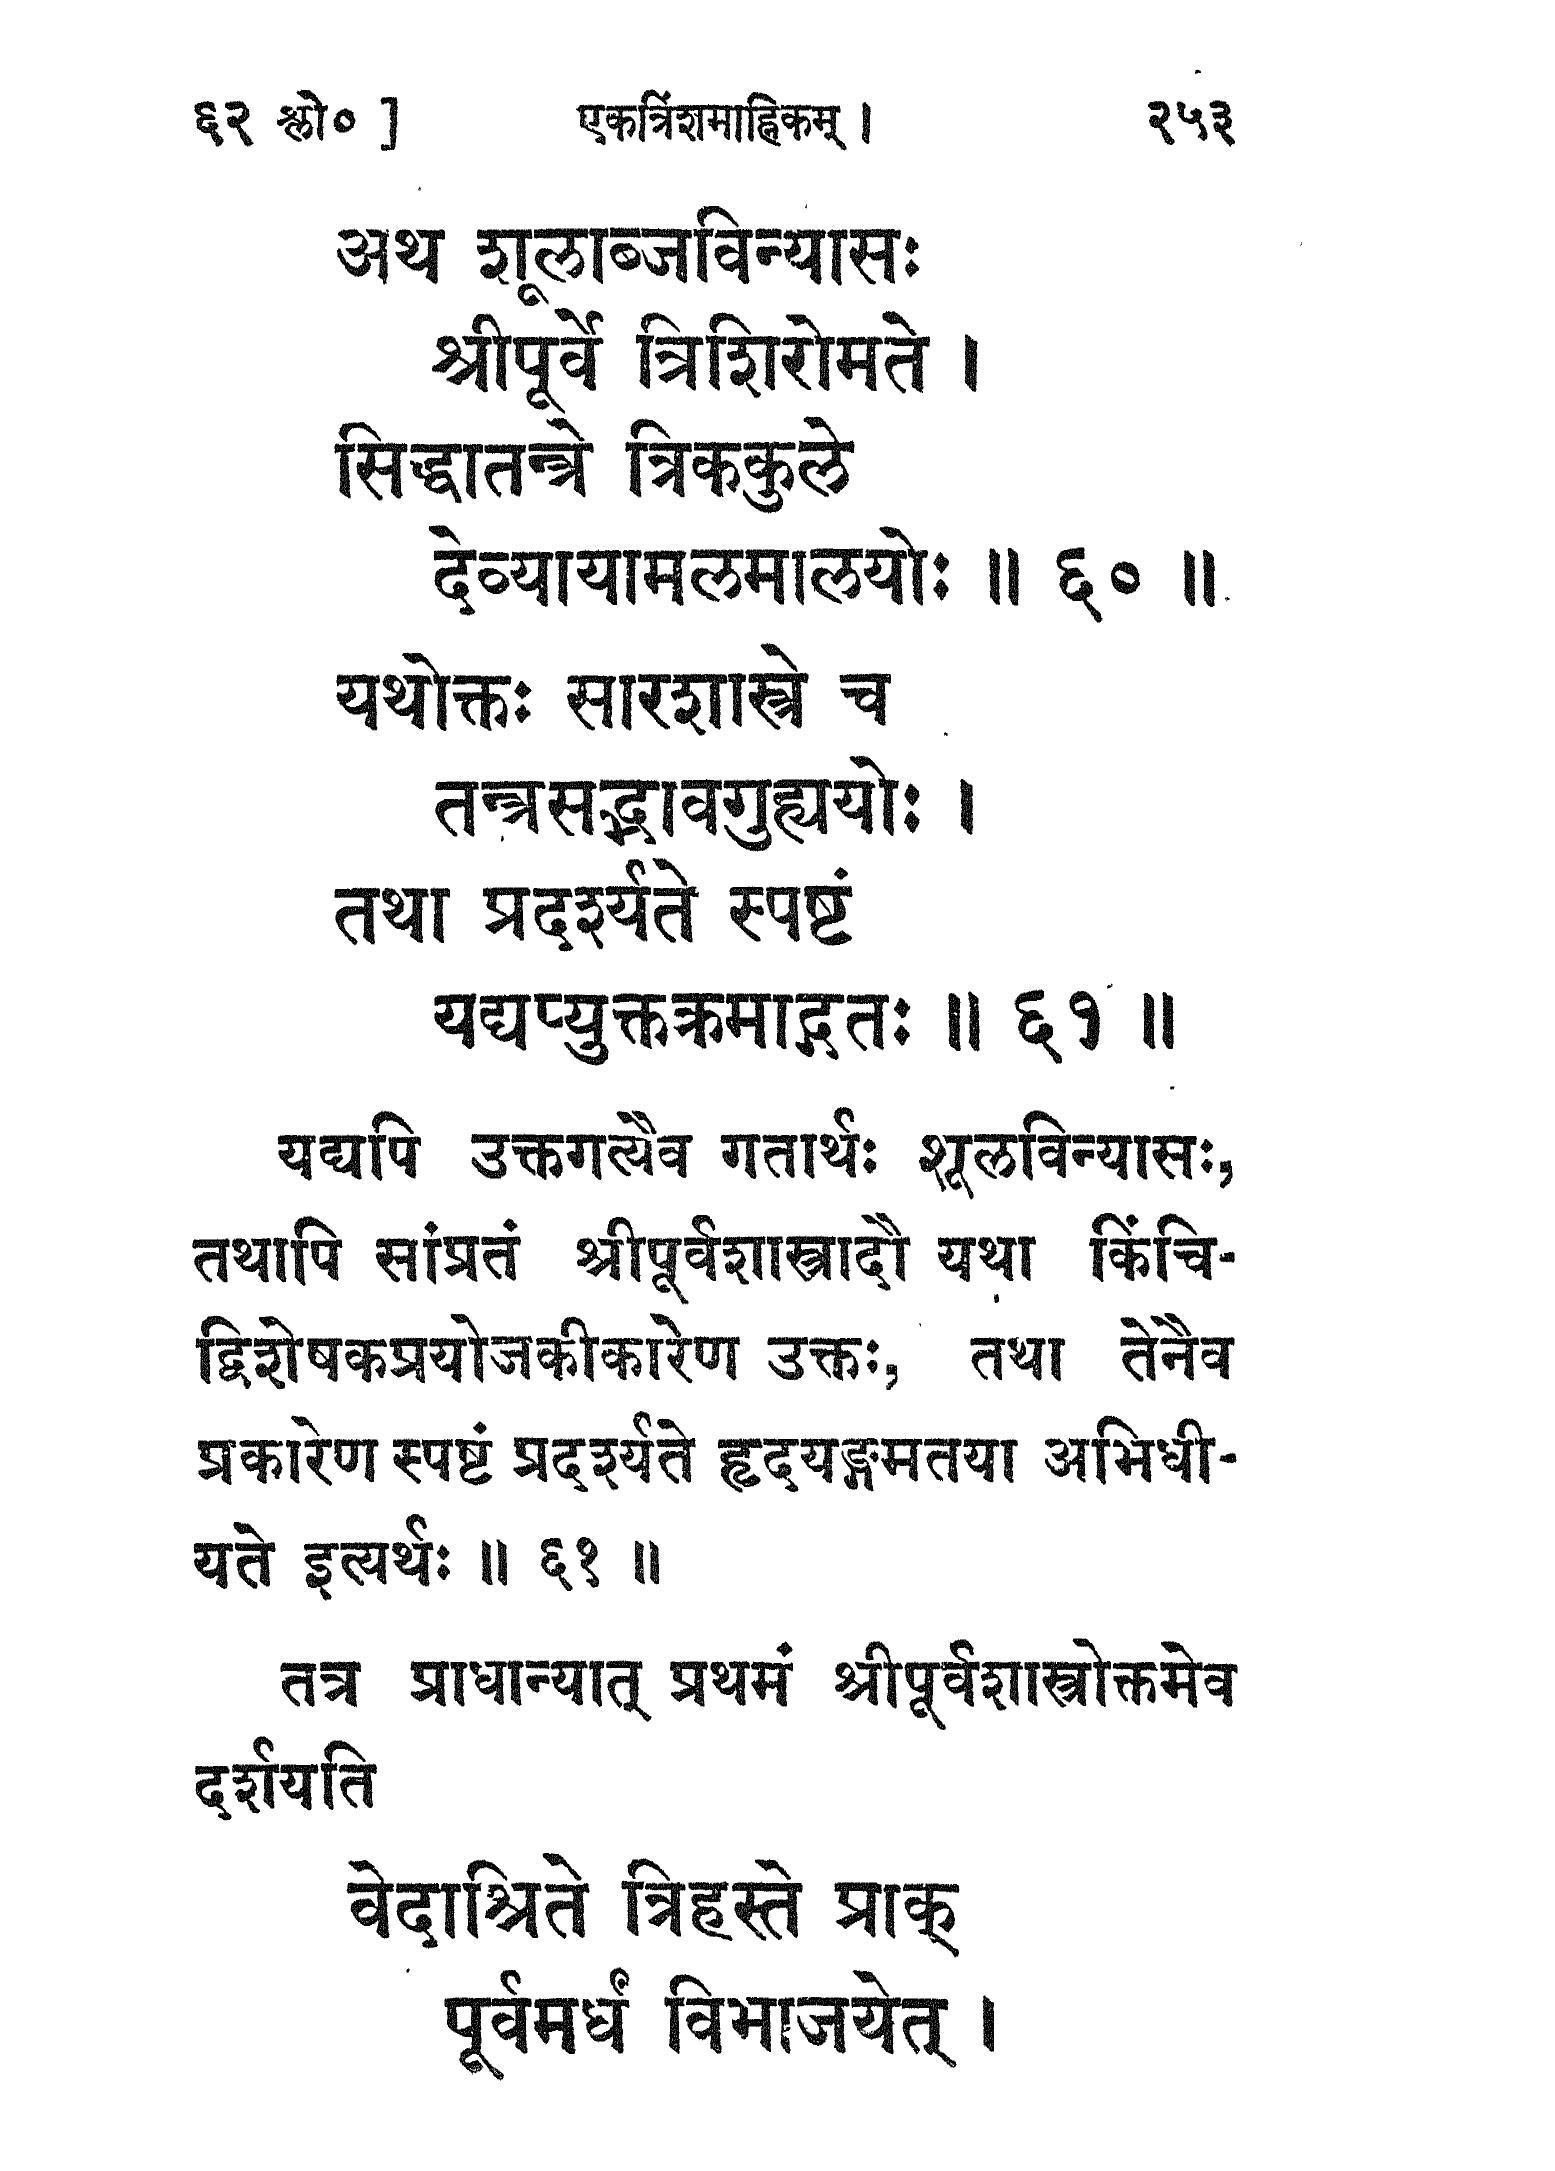 ६२ श्लो० ] एकत्रिंशमाह्निकम् । २५३
अथ शूलाब्जविन्यासः
श्रीपूर्वे त्रिशिरोमते ।
सिद्धातन्त्रे त्रिककुले
देव्यायामलमालयोः ॥ ६० ॥
यथोक्तः सारशास्त्रे च
तन्त्रसद्भावगुह्ययोः ।
तथा प्रदर्श्यते स्पष्टं
यद्यप्युक्तक्रमाद्गतः ॥ ६१ ॥
यद्यपि उक्तगत्यैव गतार्थः शूलविन्यासः,
तथापि सांप्रतं श्रीपूर्वशास्त्रादौ यथा किंचि-
द्विशेषकप्रयोजकीकारेण उक्तः, तथा तेनैव
प्रकारेण स्पष्टं प्रदर्श्यते हृदयङ्गमतया अभिधी-
यते इत्यर्थः ॥ ६१ ॥
तत्र प्राधान्यात् प्रथमं श्रीपूर्वशास्त्रोक्तमेव
दर्शयति
वेदाश्रिते त्रिहस्ते प्राक्
पूर्वमर्धं विभाजयेत् ।